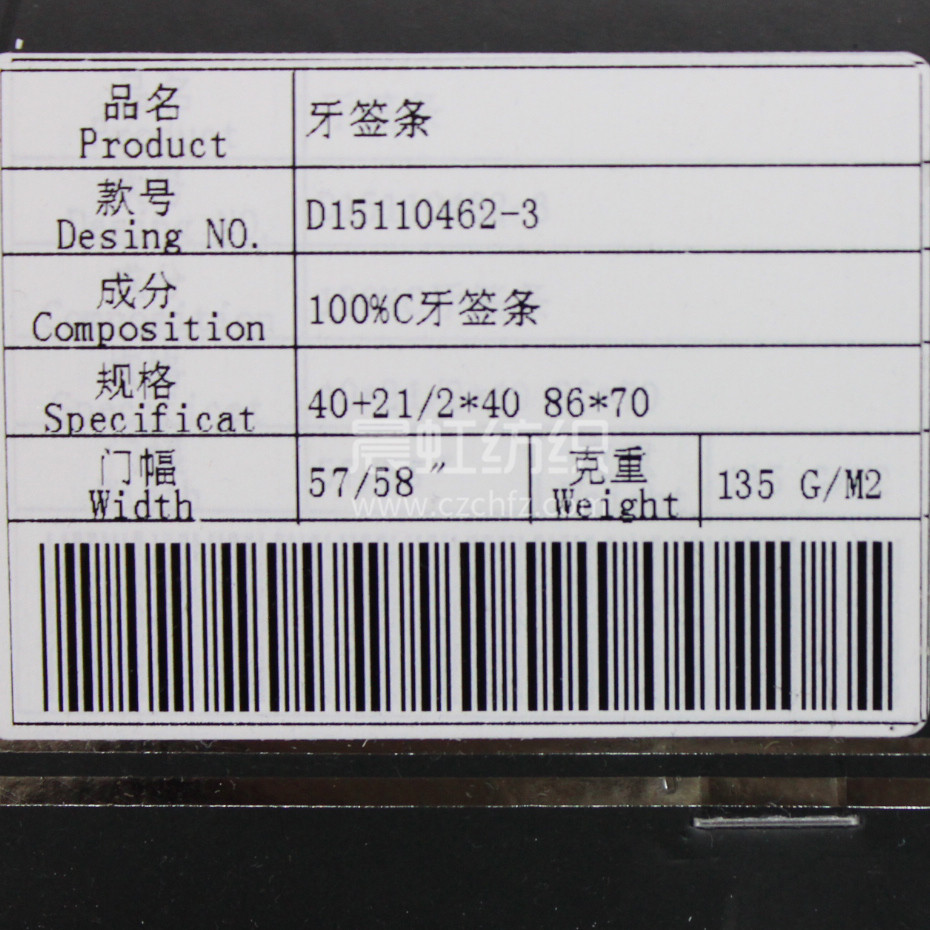 品名
Product
牙签条
款号
Desing NO.
D15110462-3
成分
Composition
100%C牙签条
规格
Specificat
40+21/2*40 86*70
门幅
Width
57/58″
克重
Weight
135 G/M2
晨虹纺织
www.czchfz.com